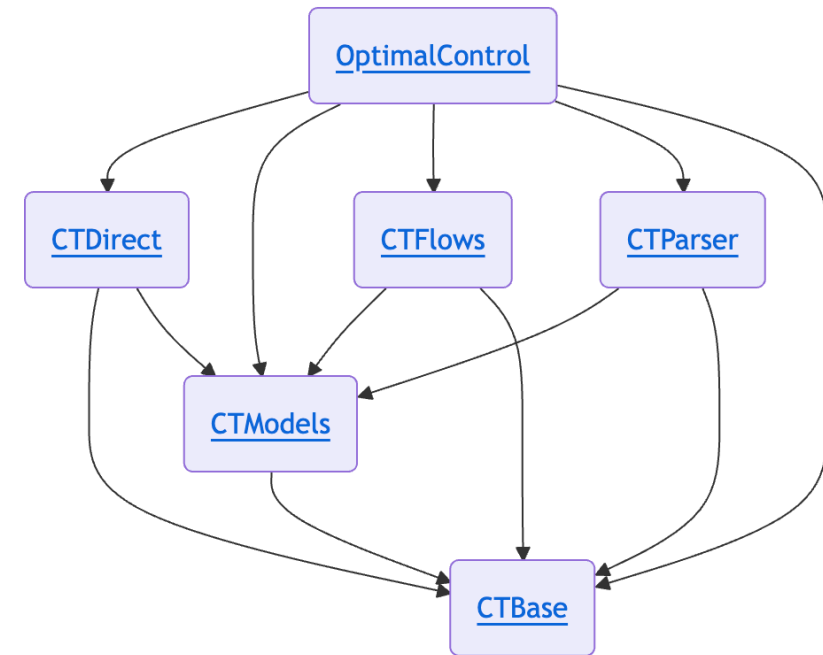 OptimalControl
CTDirect
CTFlows
CTParser
CTModels
CTBase